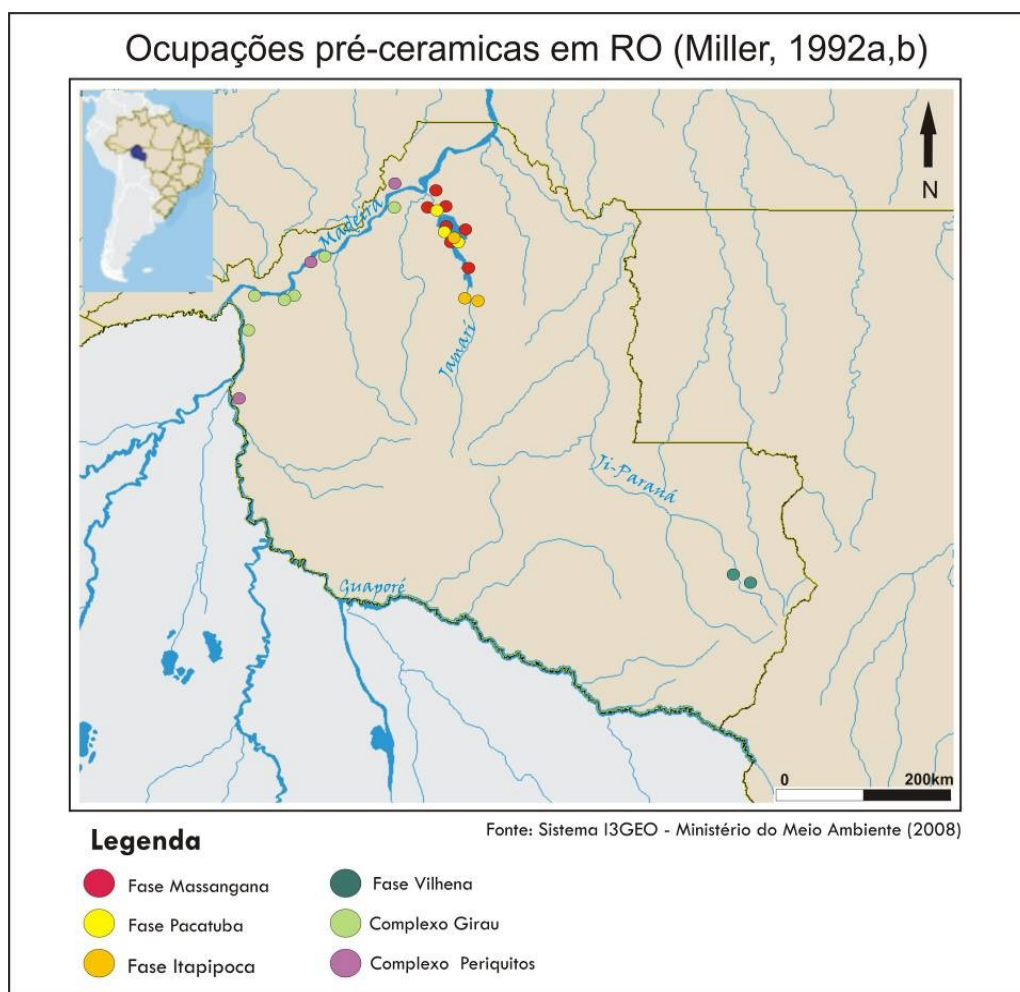 Ocupações pré-ceramicas em RO (Miller, 1992a,b)
N
Madeira
Jamari
Ji-Paraná
Guaporé
0 200km
Fonte: Sistema I3GEO - Ministério do Meio Ambiente (2008)
Legenda
Fase Massangana
Fase Pacatuba
Fase Itapipoca
Fase Vilhena
Complexo Girau
Complexo Periquitos